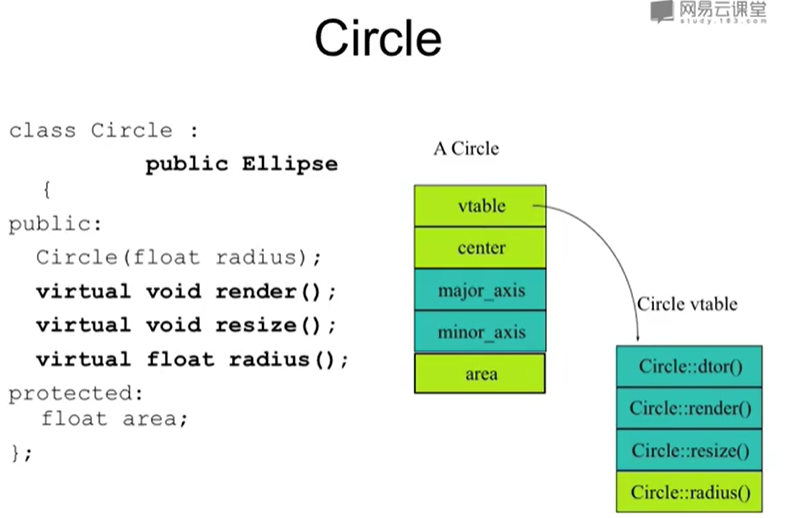 网易云课堂
study.163.com
Circle
class Circle :
public Ellipse
{
public:
Circle(float radius);
virtual void render();
virtual void resize();
virtual float radius();
protected:
float area;
};
A Circle
vtable
center
major_axis
minor_axis
area
Circle vtable
Circle::dtor()
Circle::render()
Circle::resize()
Circle::radius()